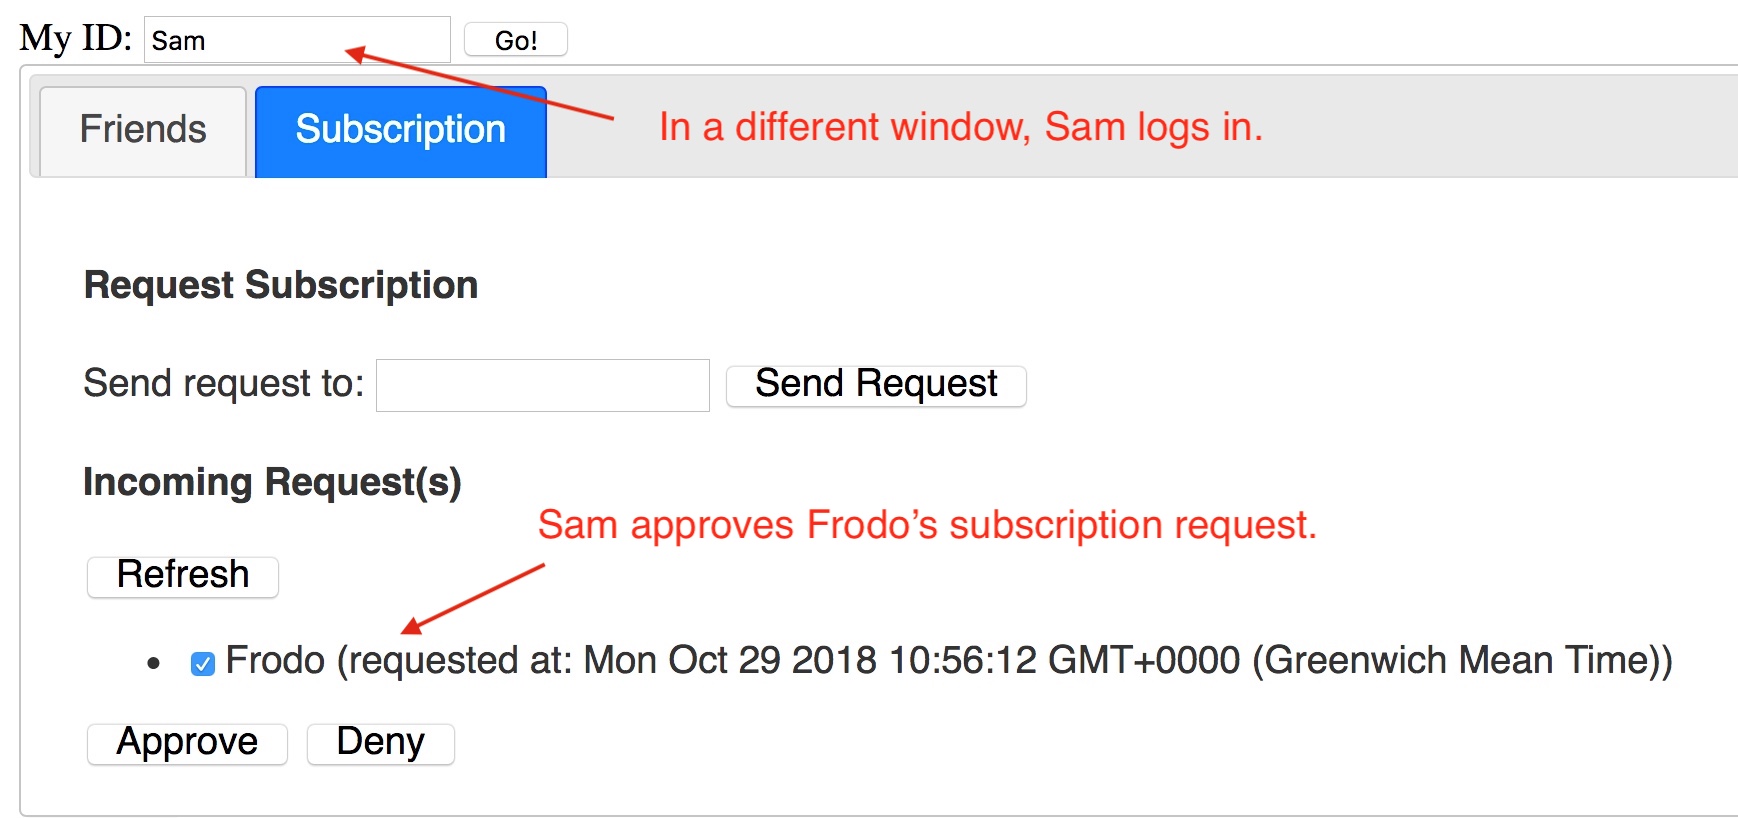 My ID: Sam Go!
Friends Subscription In a different window, Sam logs in.
Request Subscription
Send request to: Send Request
Incoming Request(s)
Sam approves Frodo’s subscription request.
Refresh
• Frodo (requested at: Mon Oct 29 2018 10:56:12 GMT+0000 (Greenwich Mean Time))
Approve Deny